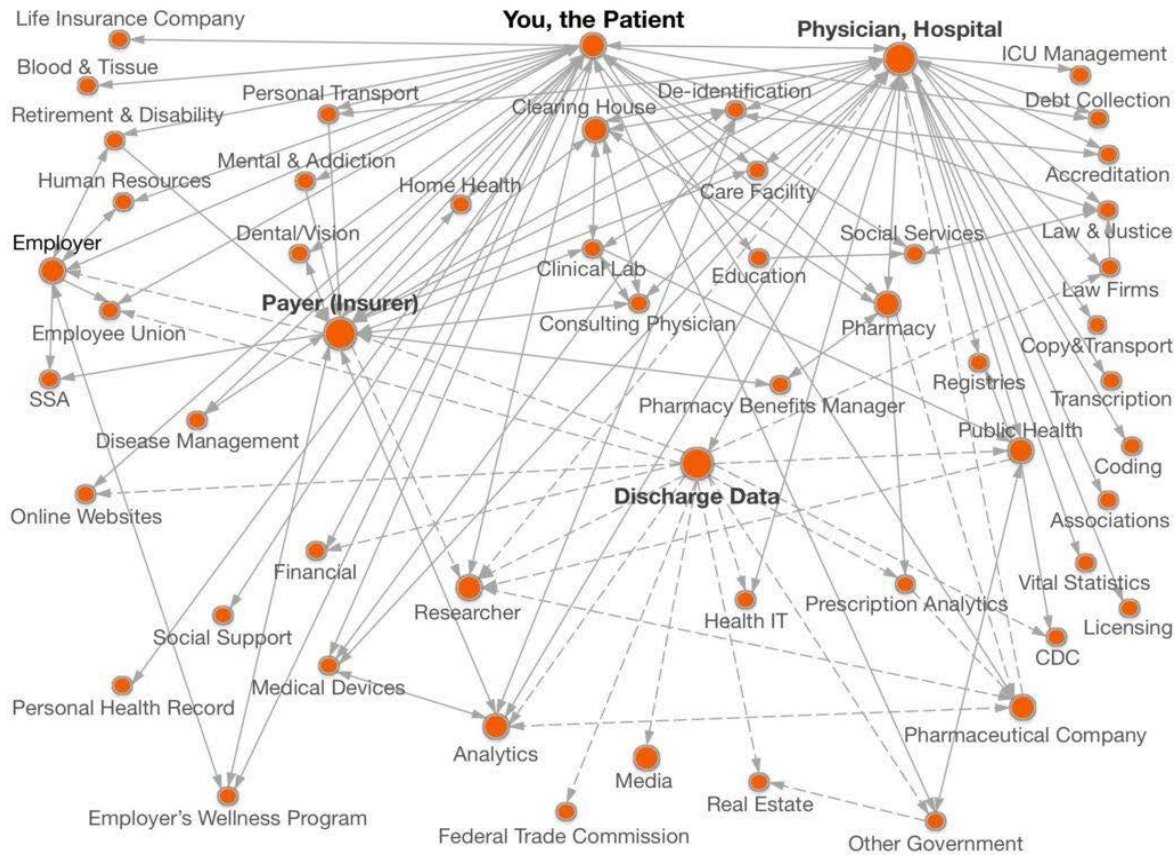 Life Insurance Company
You, the Patient
Physician, Hospital
Blood & Tissue
ICU Management
Personal Transport
De-identification
Clearing House
Debt Collection
Retirement & Disability
Mental & Addiction
Home Health
Care Facility
Accreditation
Human Resources
Dental/Vision
Social Services
Law & Justice
Employer
Clinical Lab
Education
Payer (Insurer)
Law Firms
Employee Union
Consulting Physician
Pharmacy
Copy&Transport
SSA
Registries
Transcription
Pharmacy Benefits Manager
Disease Management
Public Health
Coding
Discharge Data
Online Websites
Associations
Financial
Vital Statistics
Researcher
Health IT
Prescription Analytics
Licensing
Social Support
CDC
Medical Devices
Personal Health Record
Pharmaceutical Company
Analytics
Media
Real Estate
Employer's Wellness Program
Federal Trade Commission
Other Government